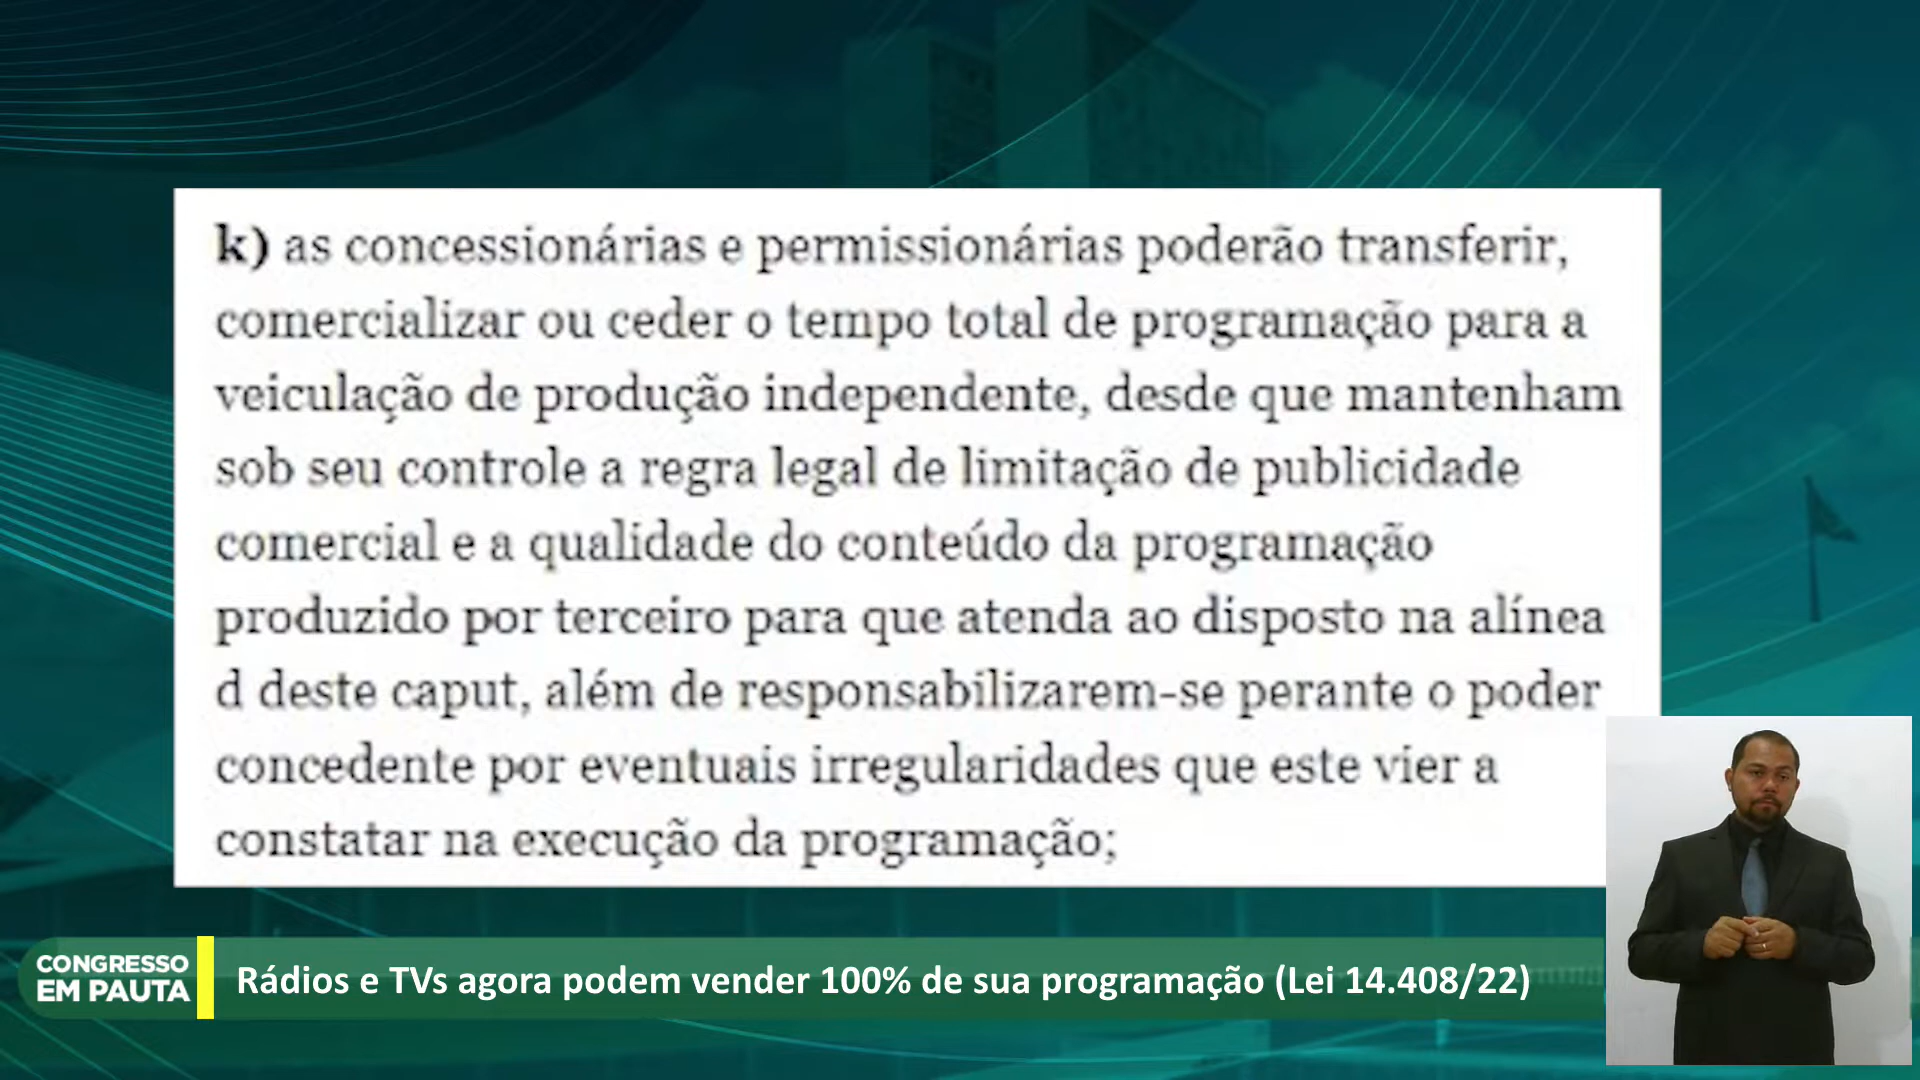 k) as concessionárias e permissionárias poderão transferir,
comercializar ou ceder o tempo total de programação para a
veiculação de produção independente, desde que mantenham
sob seu controle a regra legal de limitação de publicidade
comercial e a qualidade do conteúdo da programação
produzido por terceiro para que atenda ao disposto na alínea
d deste caput, além de responsabilizarem-se perante o poder
concedente por eventuais irregularidades que este vier a
constatar na execução da programação;
CONGRESSO
EM PAUTA
Rádios e TVs agora podem vender 100% de sua programação (Lei 14.408/22)